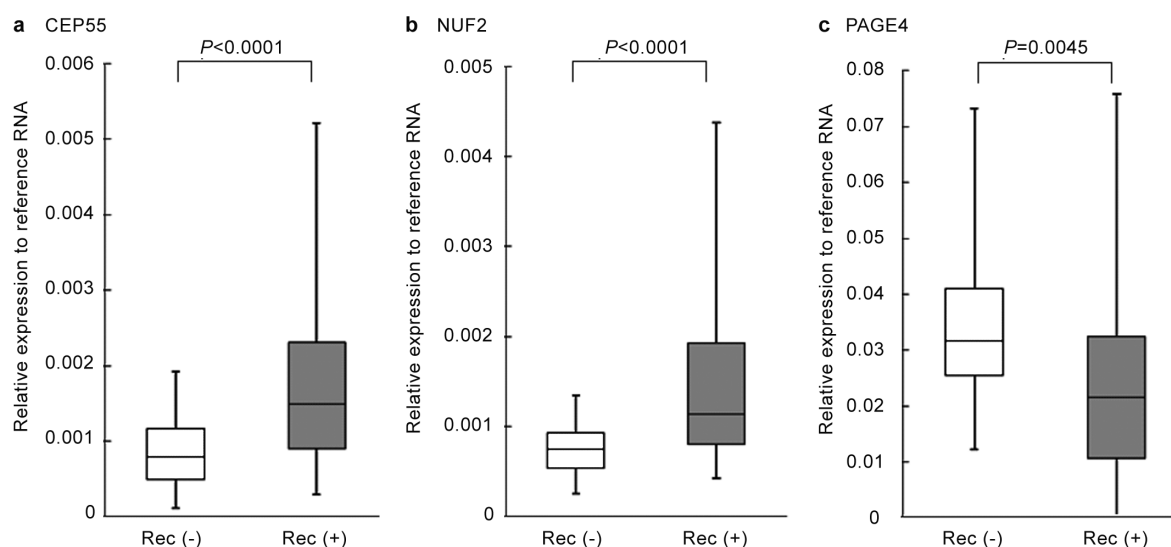 a CEP55
P<0.0001
Relative expression to reference RNA
0.006
0.005
0.004
0.003
0.002
0.001
0
Rec (-) Rec (+)
b NUF2
P<0.0001
Relative expression to reference RNA
0.005
0.004
0.003
0.002
0.001
0
Rec (-) Rec (+)
c PAGE4
P=0.0045
Relative expression to reference RNA
0.08
0.07
0.06
0.05
0.04
0.03
0.02
0.01
0
Rec (-) Rec (+)